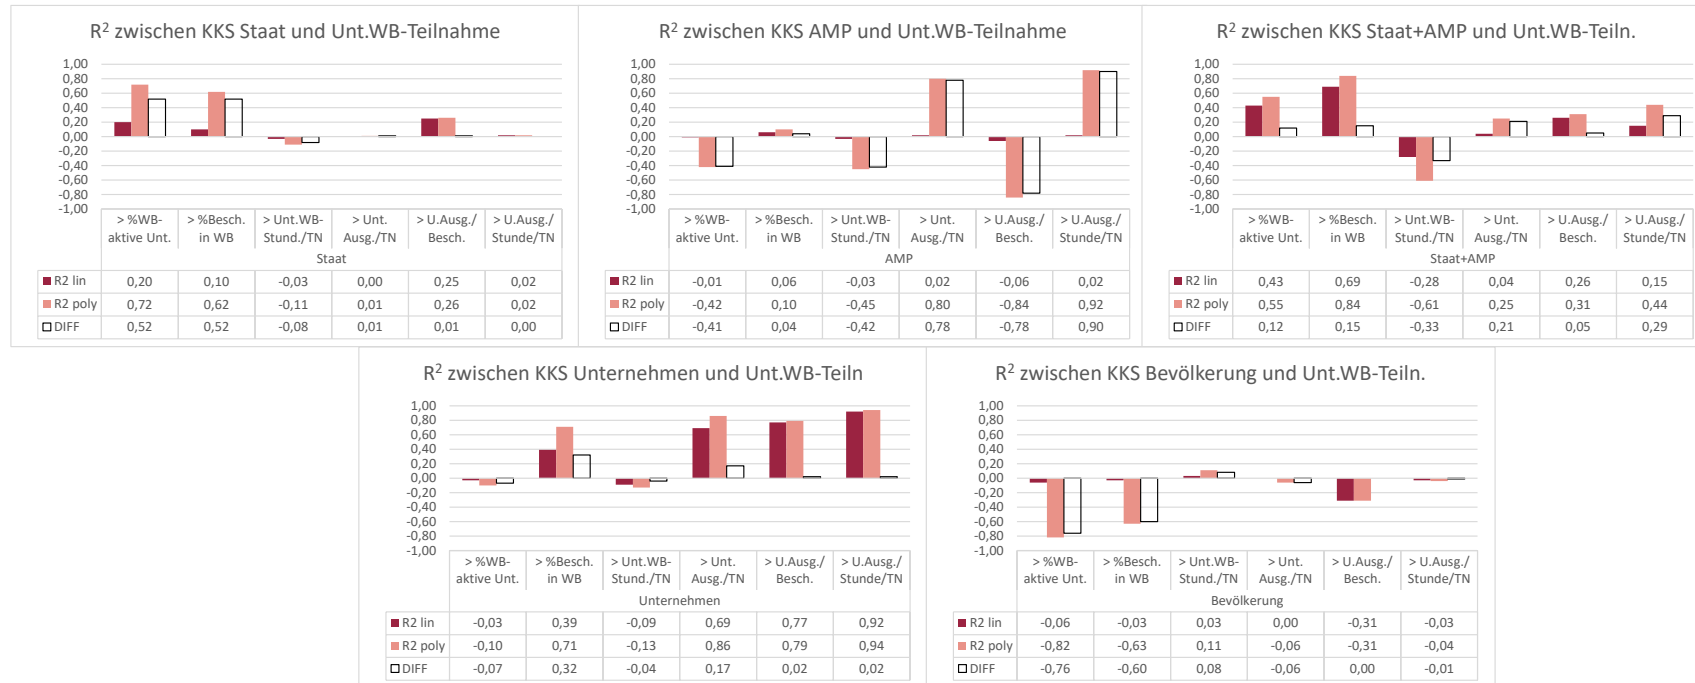 R² zwischen KKS Staat und Unt.WB-Teilnahme
1,00
0,80
0,60
0,40
0,20
0,00
-0,20
-0,40
-0,60
-0,80
-1,00
> %WB-aktive Unt. > %Besch. in WB > Unt.WB-Stund./TN > Unt. Ausg./TN > U.Ausg./Besch. > U.Ausg./Stunde/TN
Staat
R2 lin 0,20 0,10 -0,03 0,00 0,25 0,02
R2 poly 0,72 0,62 -0,11 0,01 0,26 0,02
DIFF 0,52 0,52 -0,08 0,01 0,01 0,00
R² zwischen KKS AMP und Unt.WB-Teilnahme
1,00
0,80
0,60
0,40
0,20
0,00
-0,20
-0,40
-0,60
-0,80
-1,00
> %WB-aktive Unt. > %Besch. in WB > Unt.WB-Stund./TN > Unt. Ausg./TN > U.Ausg./Besch. > U.Ausg./Stunde/TN
AMP
R2 lin -0,01 0,06 -0,03 0,02 -0,06 0,02
R2 poly -0,42 0,10 -0,45 0,80 -0,84 0,92
DIFF -0,41 0,04 -0,42 0,78 -0,78 0,90
R² zwischen KKS Staat+AMP und Unt.WB-Teiln.
1,00
0,80
0,60
0,40
0,20
0,00
-0,20
-0,40
-0,60
-0,80
-1,00
> %WB-aktive Unt. > %Besch. in WB > Unt.WB-Stund./TN > Unt. Ausg./TN > U.Ausg./Besch. > U.Ausg./Stunde/TN
Staat+AMP
R2 lin 0,43 0,69 -0,28 0,04 0,26 0,15
R2 poly 0,55 0,84 -0,61 0,25 0,31 0,44
DIFF 0,12 0,15 -0,33 0,21 0,05 0,29
R² zwischen KKS Unternehmen und Unt.WB-Teiln
1,00
0,80
0,60
0,40
0,20
0,00
-0,20
-0,40
-0,60
-0,80
-1,00
> %WB-aktive Unt. > %Besch. in WB > Unt.WB-Stund./TN > Unt. Ausg./TN > U.Ausg./Besch. > U.Ausg./Stunde/TN
Unternehmen
R2 lin -0,03 0,39 -0,09 0,69 0,77 0,92
R2 poly -0,10 0,71 -0,13 0,86 0,79 0,94
DIFF -0,07 0,32 -0,04 0,17 0,02 0,02
R² zwischen KKS Bevölkerung und Unt.WB-Teiln.
1,00
0,80
0,60
0,40
0,20
0,00
-0,20
-0,40
-0,60
-0,80
-1,00
> %WB-aktive Unt. > %Besch. in WB > Unt.WB-Stund./TN > Unt. Ausg./TN > U.Ausg./Besch. > U.Ausg./Stunde/TN
Bevölkerung
R2 lin -0,06 -0,03 0,03 0,00 -0,31 -0,03
R2 poly -0,82 -0,63 0,11 -0,06 -0,31 -0,04
DIFF -0,76 -0,60 0,08 -0,06 0,00 -0,01